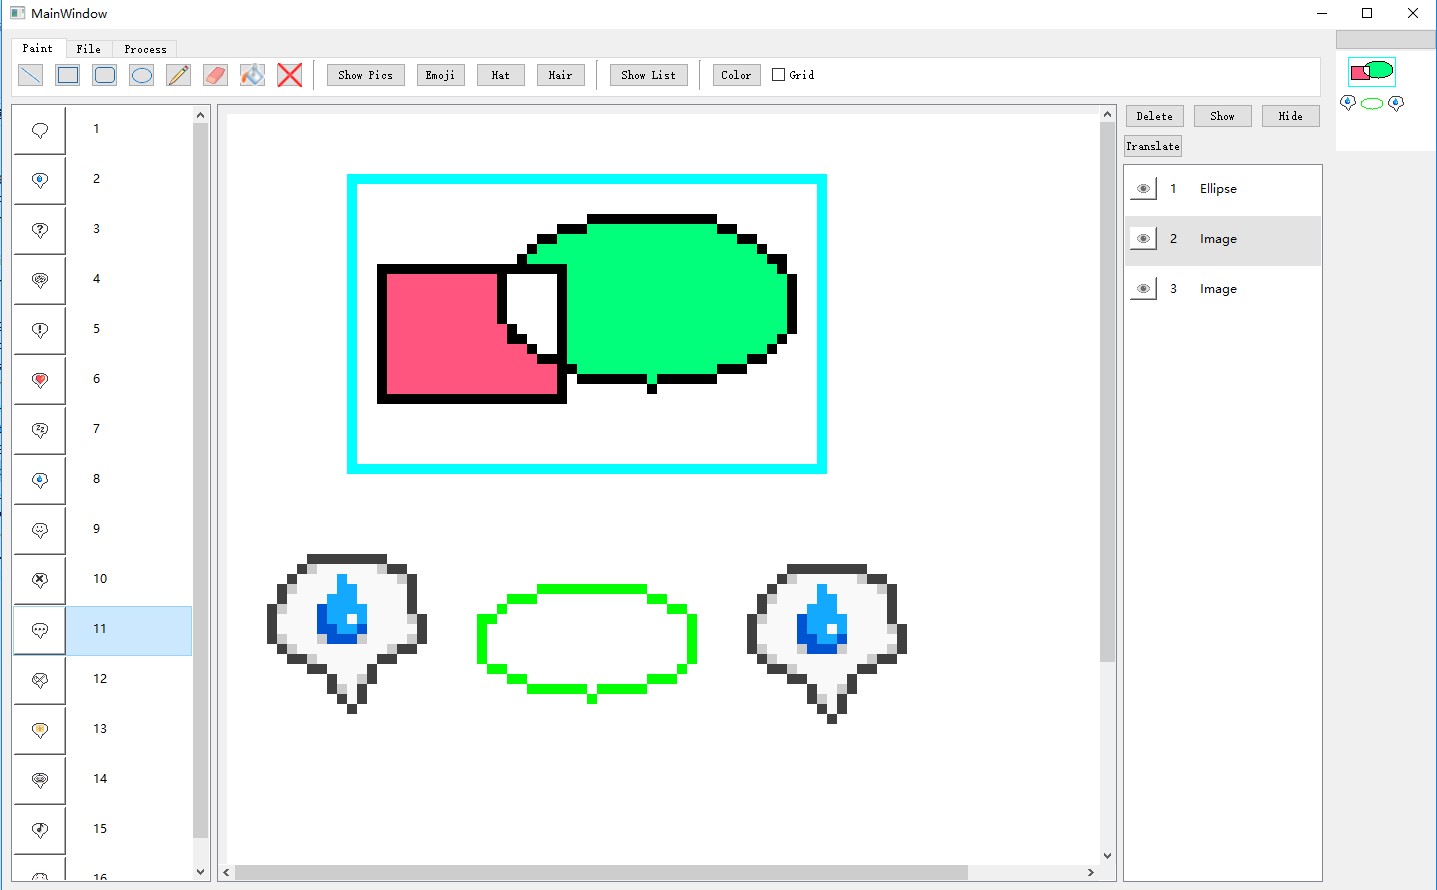 MainWindow
Paint File Process
Show Pics Emoji Hat Hair Show List Color Grid
Delete Show Hide
Translate
1
2
3
4
5
6
7
8
9
10
11
12
13
14
15
16
1 Ellipse
2 Image
3 Image